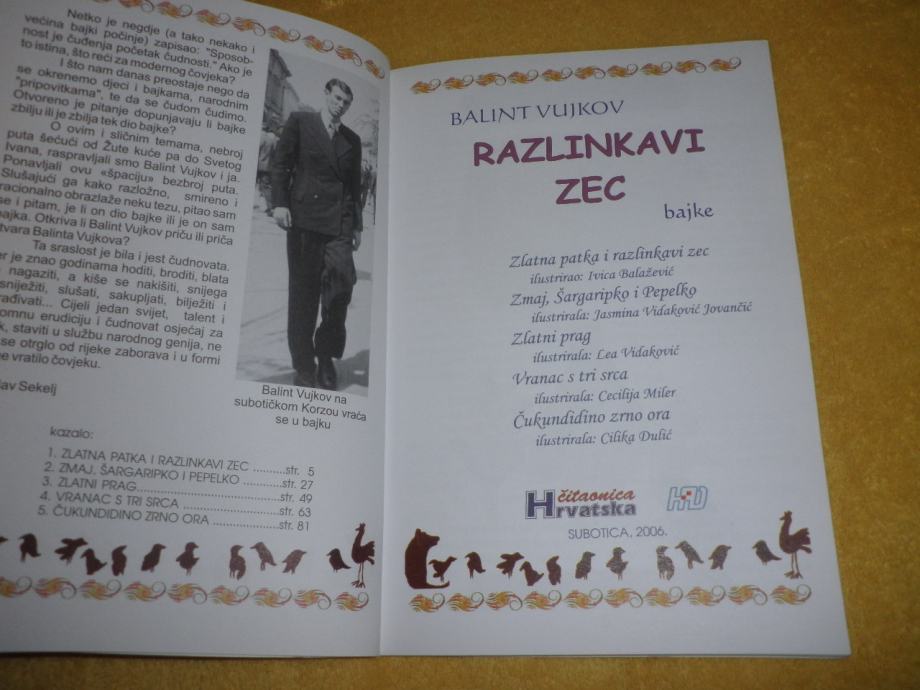 Netko je negdje (a tako nekako i
većina bajki počinje) zapisao: "Sposob-
nost je čuđenja početak čudnosti." Ako je
to istina, što reći za modernog čovjeka?
I što nam danas preostaje nego da
se okrenemo djeci i bajkama, narodnim
"pripovitkama", te da se čudom čudimo.
Otvoreno je pitanje dopunjavaju li bajke
zbilju ili je zbilja tek dio bajke?
O ovim i sličnim temama, nebroj
puta šećući od Žute kuće pa do Svetog
Ivana, raspravljali smo Balint Vujkov i ja.
Ponavljali ovu «špaciju» bezbroj puta.
Slušajući ga kako razložno, smireno i
racionalno obrazlaže neku tezu, pitao sam
se i pitam, je li on dio bajke ili je on sam
bajka. Otkriva li Balint Vujkov priču ili priča
tvara Balinta Vujkova?
Ta sraslost je bila i jest čudnovata.
er je znao godinama hoditi, broditi, blata
nagaziti, a kiše se nakišiti, snijega
sniježiti, slušati, sakupljati, bilježiti i
rađivati... Cijeli jedan svijet, talent i
omnu erudiciju i čudnovat osjećaj za
k, staviti u službu narodnog genija, ne
se otrglo od rijeke zaborava i u formi
ne vratilo čovjeku.
lav Sekelj
Balint Vujkov na
subotičkom Korzou vraća
se u bajku
kazalo:
1. ZLATNA PATKA I RAZLINKAVI ZEC ..........str. 5
2. ZMAJ, ŠARGARIPKO I PEPELKO .............str. 27
3. ZLATNI PRAG.....................................str. 49
4. VRANAC S TRI SRCA ..........................str. 63
5. ČUKUNDIDINO ZRNO ORA ..................str. 81
BALINT VUJKOV
RAZLINKAVI
ZEC
bajke
Zlatna patka i razlinkavi zec
ilustrirao: Ivica Balažević
Zmaj, Šargaripko i Pepelko
ilustrirala: Jasmina Vidaković Jovančić
Zlatni prag
ilustrirala: Lea Vidaković
Vranac s tri srca
ilustrirala: Cecilija Miler
Čukundidino zrno ora
ilustrirala: Cilika Dulić
Hrvatska čitaonica HAD
SUBOTICA, 2006.